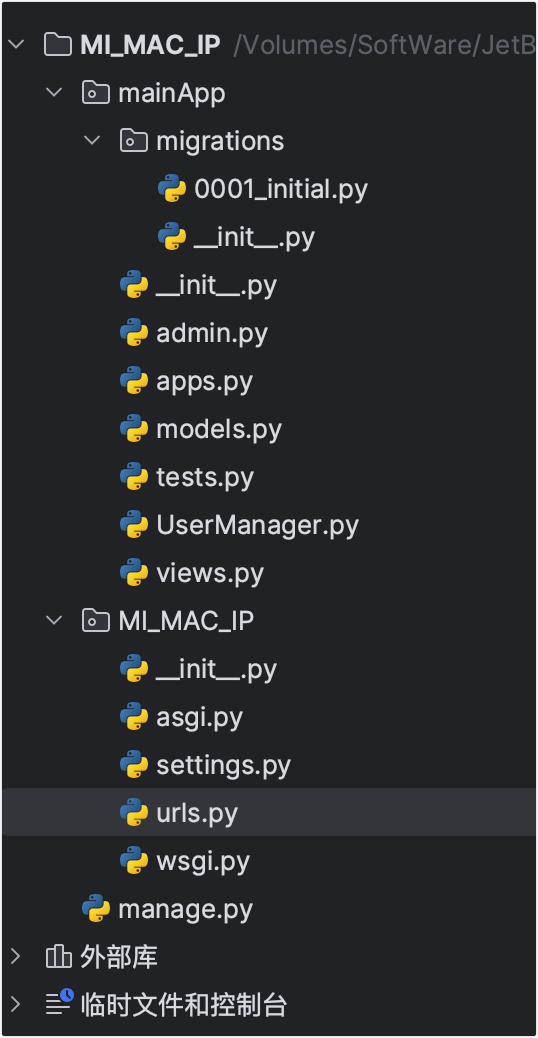 MI_MAC_IP /Volumes/SoftWare/JetB
mainApp
migrations
0001_initial.py
__init__.py
__init__.py
admin.py
apps.py
models.py
tests.py
UserManager.py
views.py
MI_MAC_IP
__init__.py
asgi.py
settings.py
urls.py
wsgi.py
manage.py
外部库
临时文件和控制台